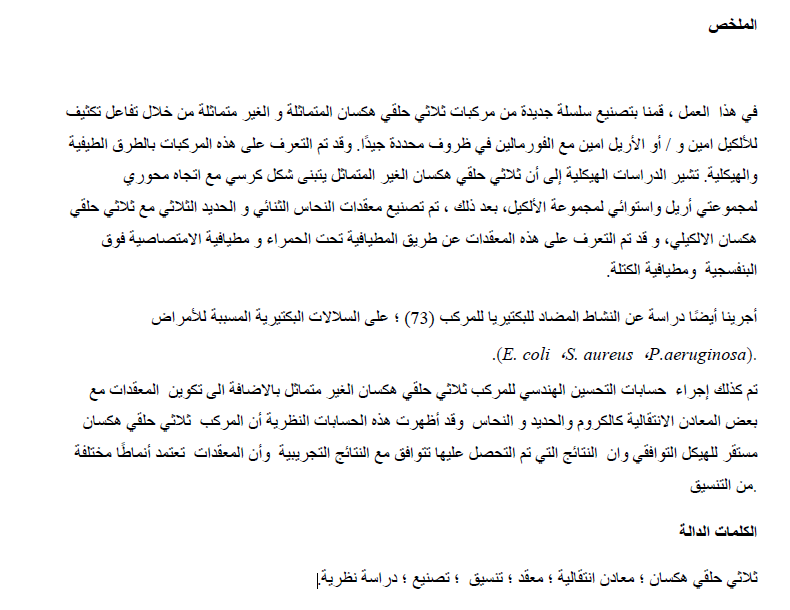 الملخص
في هذا العمل ، قمنا بتصنيع سلسلة جديدة من مركبات ثلاثي حلقي هكسان المتماثلة و الغير متماثلة من خلال تفاعل تكثيف
للألكيل امين و / أو الأريل امين مع الفورمالين في ظروف محددة جيدًا. وقد تم التعرف على هذه المركبات بالطرق الطيفية
والهيكلية. تشير الدراسات الهيكلية إلى أن ثلاثي حلقي هكسان الغير المتماثل يتبنى شكل كرسي مع اتجاه محوري
لمجموعتي أريل واستوائي لمجموعة الألكيل، بعد ذلك ، تم تصنيع معقدات النحاس الثنائي و الحديد الثلاثي مع ثلاثي حلقي
هكسان الالكيلي، و قد تم التعرف على هذه المعقدات عن طريق المطيافية تحت الحمراء و مطيافية الامتصاصية فوق
البنفسجية ومطيافية الكتلة.
أجرينا أيضًا دراسة عن النشاط المضاد للبكتيريا للمركب (73) ؛ على السلالات البكتيرية المسببة للأمراض
.(E. coli ،S. aureus ،P.aeruginosa).
تم كذلك إجراء حسابات التحسين الهندسي للمركب ثلاثي حلقي هكسان الغير متماثل بالاضافة الى تكوين المعقدات مع
بعض المعادن الانتقالية كالكروم والحديد و النحاس وقد أظهرت هذه الحسابات النظرية أن المركب ثلاثي حلقي هكسان
مستقر للهيكل التوافقي وان النتائج التي تم التحصل عليها تتوافق مع النتائج التجريبية وأن المعقدات تعتمد أنماطًا مختلفة
.من التنسيق
الكلمات الدالة
ثلاثي حلقي هكسان ؛ معادن انتقالية ؛ معقد ؛ تنسيق ؛ تصنيع ؛ دراسة نظرية.